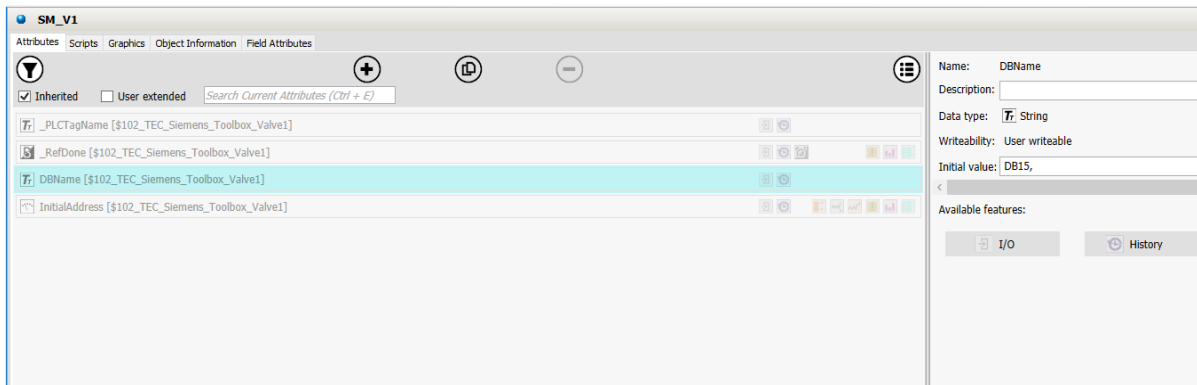 SM_V1
Attributes Scripts Graphics Object Information Field Attributes
Inherited User extended Search Current Attributes (Ctrl + E)
_PLCTagName [$102_TEC_Siemens_Toolbox_Valve1]
_RefDone [$102_TEC_Siemens_Toolbox_Valve1]
DBName [$102_TEC_Siemens_Toolbox_Valve1]
InitialAddress [$102_TEC_Siemens_Toolbox_Valve1]
Name: DBName
Description:
Data type: String
Writeability: User writeable
Initial value: DB15,
Available features:
I/O History